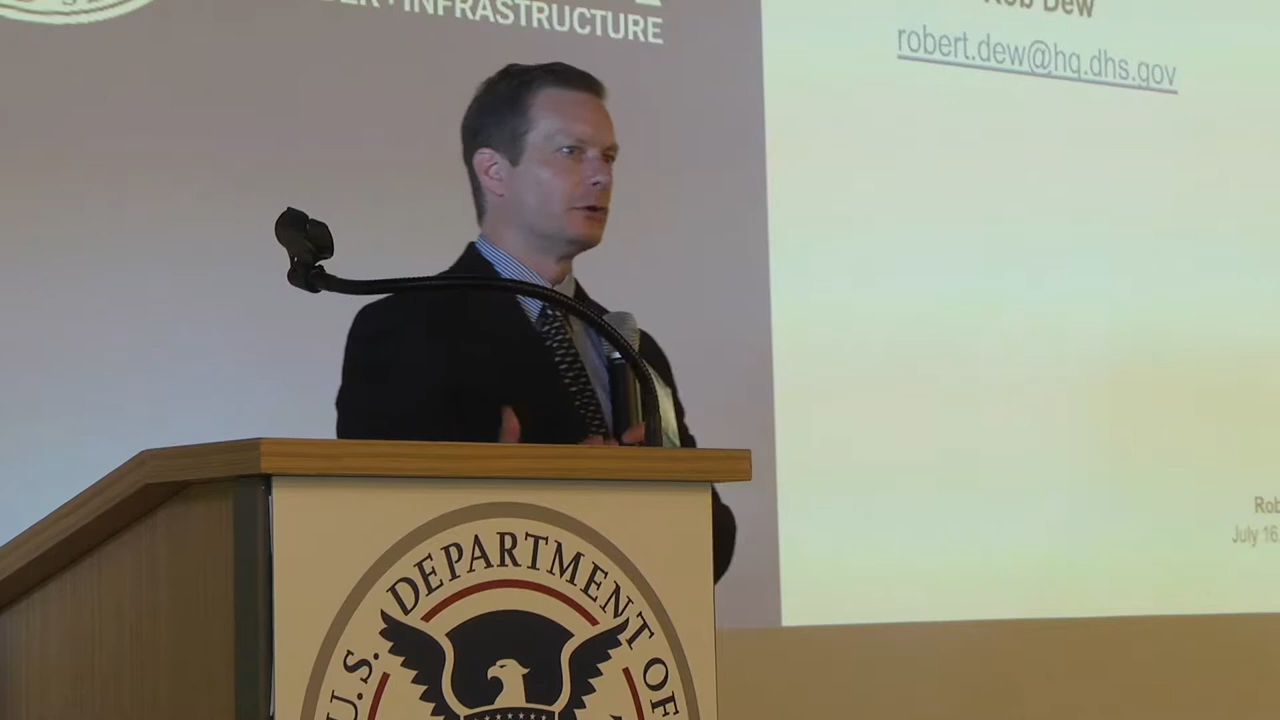 +INFRASTRUCTURE
Rob Dew
robert.dew@hq.dhs.gov
Rob
July 16
U.S. DEPARTMENT OF